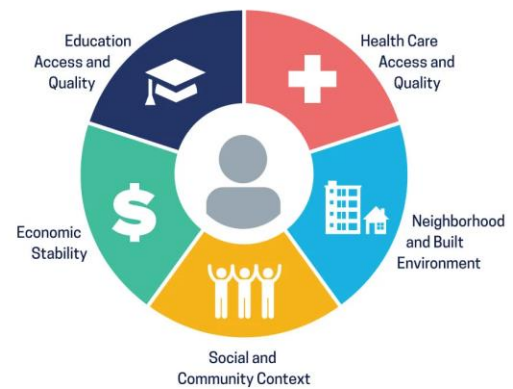 Education
Access and
Quality
Health Care
Access and
Quality
Economic
Stability
Neighborhood
and Built
Environment
Social and
Community Context